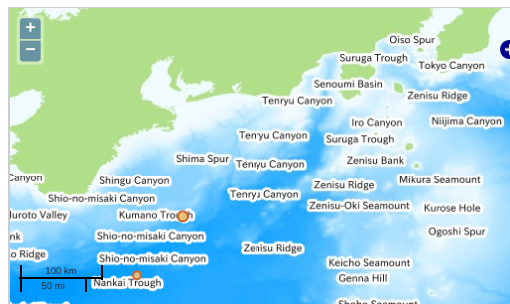 +
−
Oiso Spur
Suruga Trough
Tokyo Canyon
Senoumi Basin
Zenisu Ridge
Tenryu Canyon
Iro Canyon
Niijima Canyon
Tenryu Canyon
Suruga Trough
Shima Spur
Tenryu Canyon
Zenisu Bank
Canyon
Shingu Canyon
Mikura Seamount
Zenisu Ridge
Shio-no-misaki Canyon
Tenryu Canyon
Zenisu-Oki Seamount
Kurose Hole
Muroto Valley
Kumano Trough
Ogoshi Spur
nk
Shio-no-misaki Canyon
Zenisu Ridge
to Ridge
Shio-no-misaki Canyon
Keicho Seamount
100 km
Genna Hill
50 mi
Nankai Trough